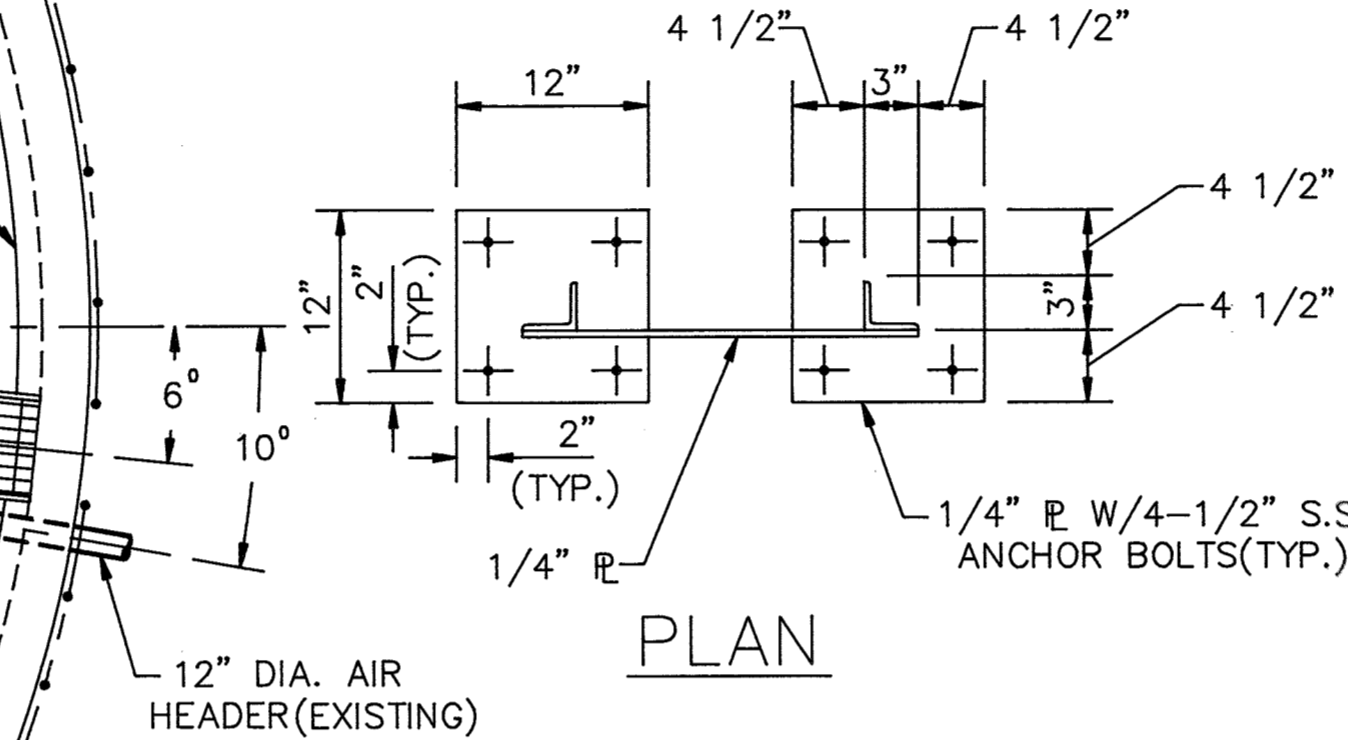 4 1/2” 4 1/2”
12” 3”
4 1/2”
12”
2”
(TYP.)
3”
4 1/2”
6°
10°
2”
(TYP.)
1/4” ⅊ W/4-1/2” S.S
ANCHOR BOLTS(TYP.)
1/4” ⅊
PLAN
12” DIA. AIR
HEADER(EXISTING)